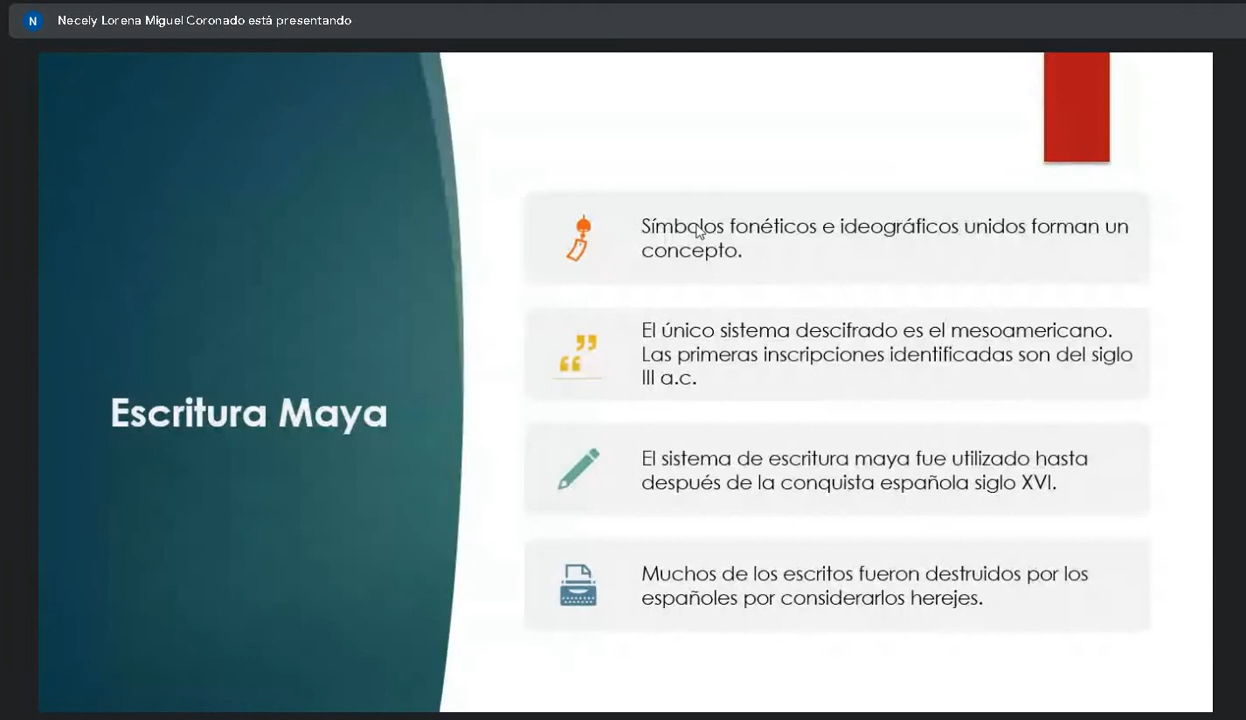 N
Necely Lorena Miguel Coronado está presentando
Escritura Maya
Símbolos fonéticos e ideográficos unidos forman un
concepto.
El único sistema descifrado es el mesoamericano.
Las primeras inscripciones identificadas son del siglo
III a.c.
El sistema de escritura maya fue utilizado hasta
después de la conquista española siglo XVI.
Muchos de los escritos fueron destruidos por los
españoles por considerarlos herejes.